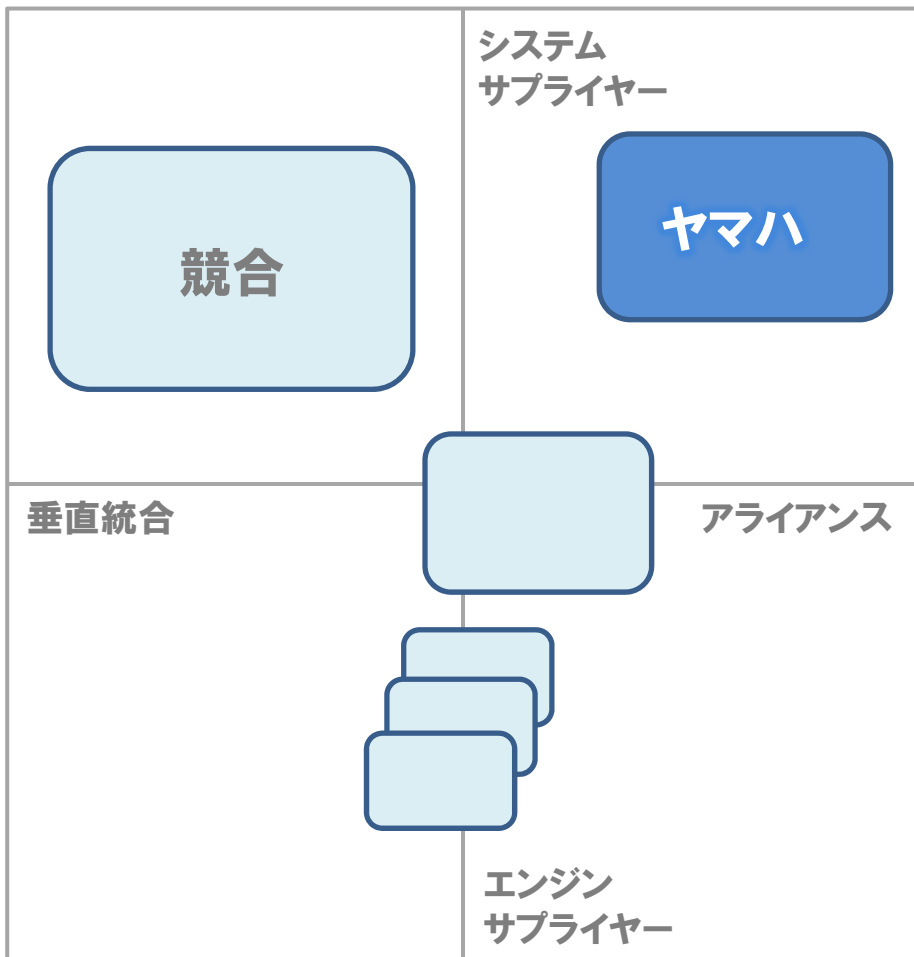 システム
サプライヤー
ヤマハ
競合
垂直統合
アライアンス
エンジン
サプライヤー